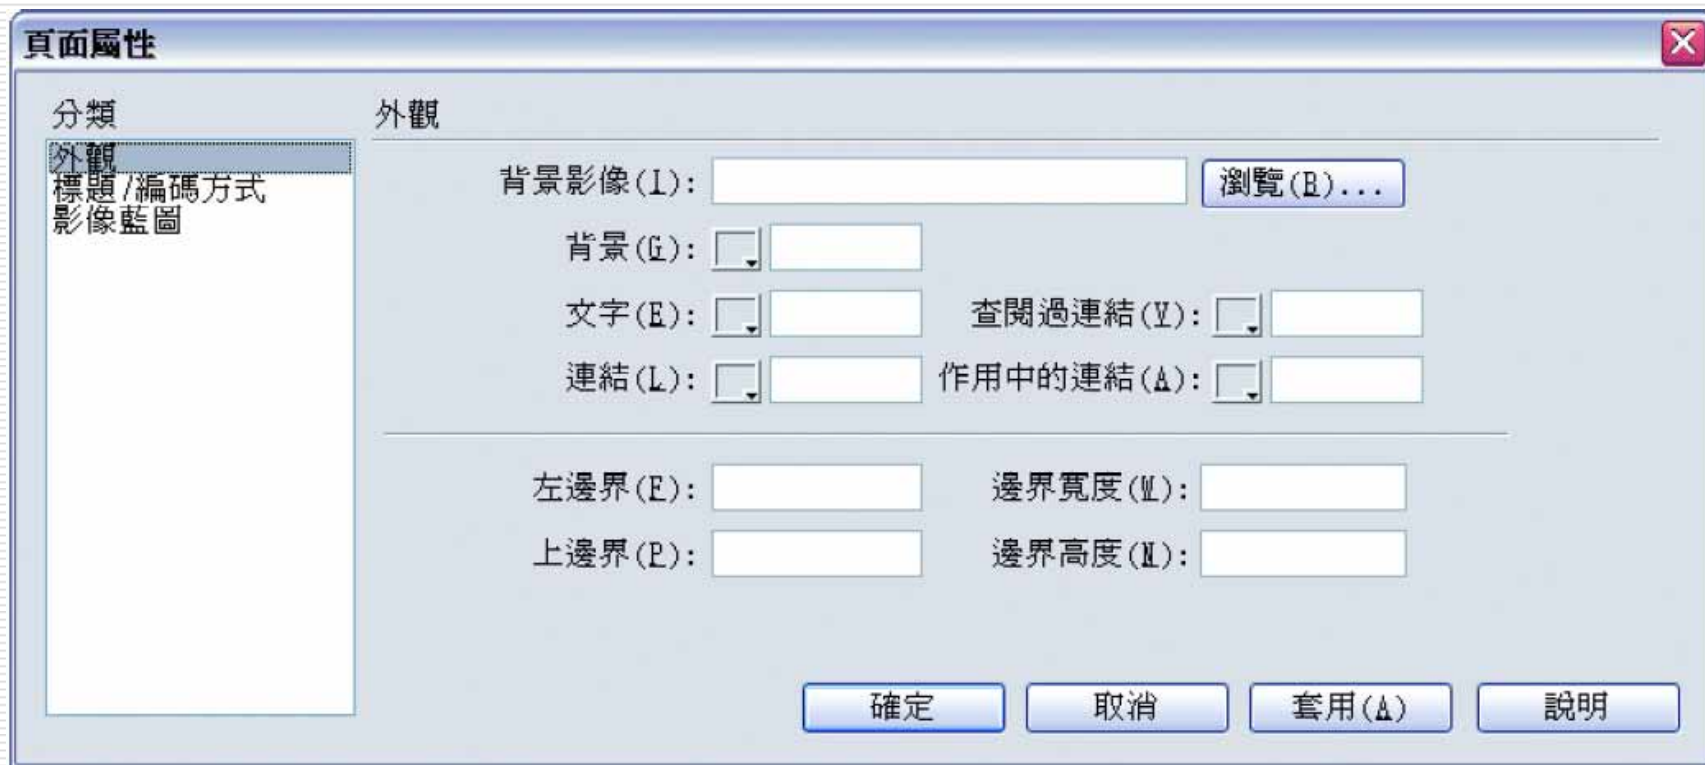 頁面屬性
分類
外觀
標題/編碼方式
影像藍圖
外觀
背景影像(I):
瀏覽(R)...
背景(G):
文字(E):
查閱過連結(V):
連結(L):
作用中的連結(A):
左邊界(F):
邊界寬度(W):
上邊界(P):
邊界高度(N):
確定
取消
套用(A)
說明